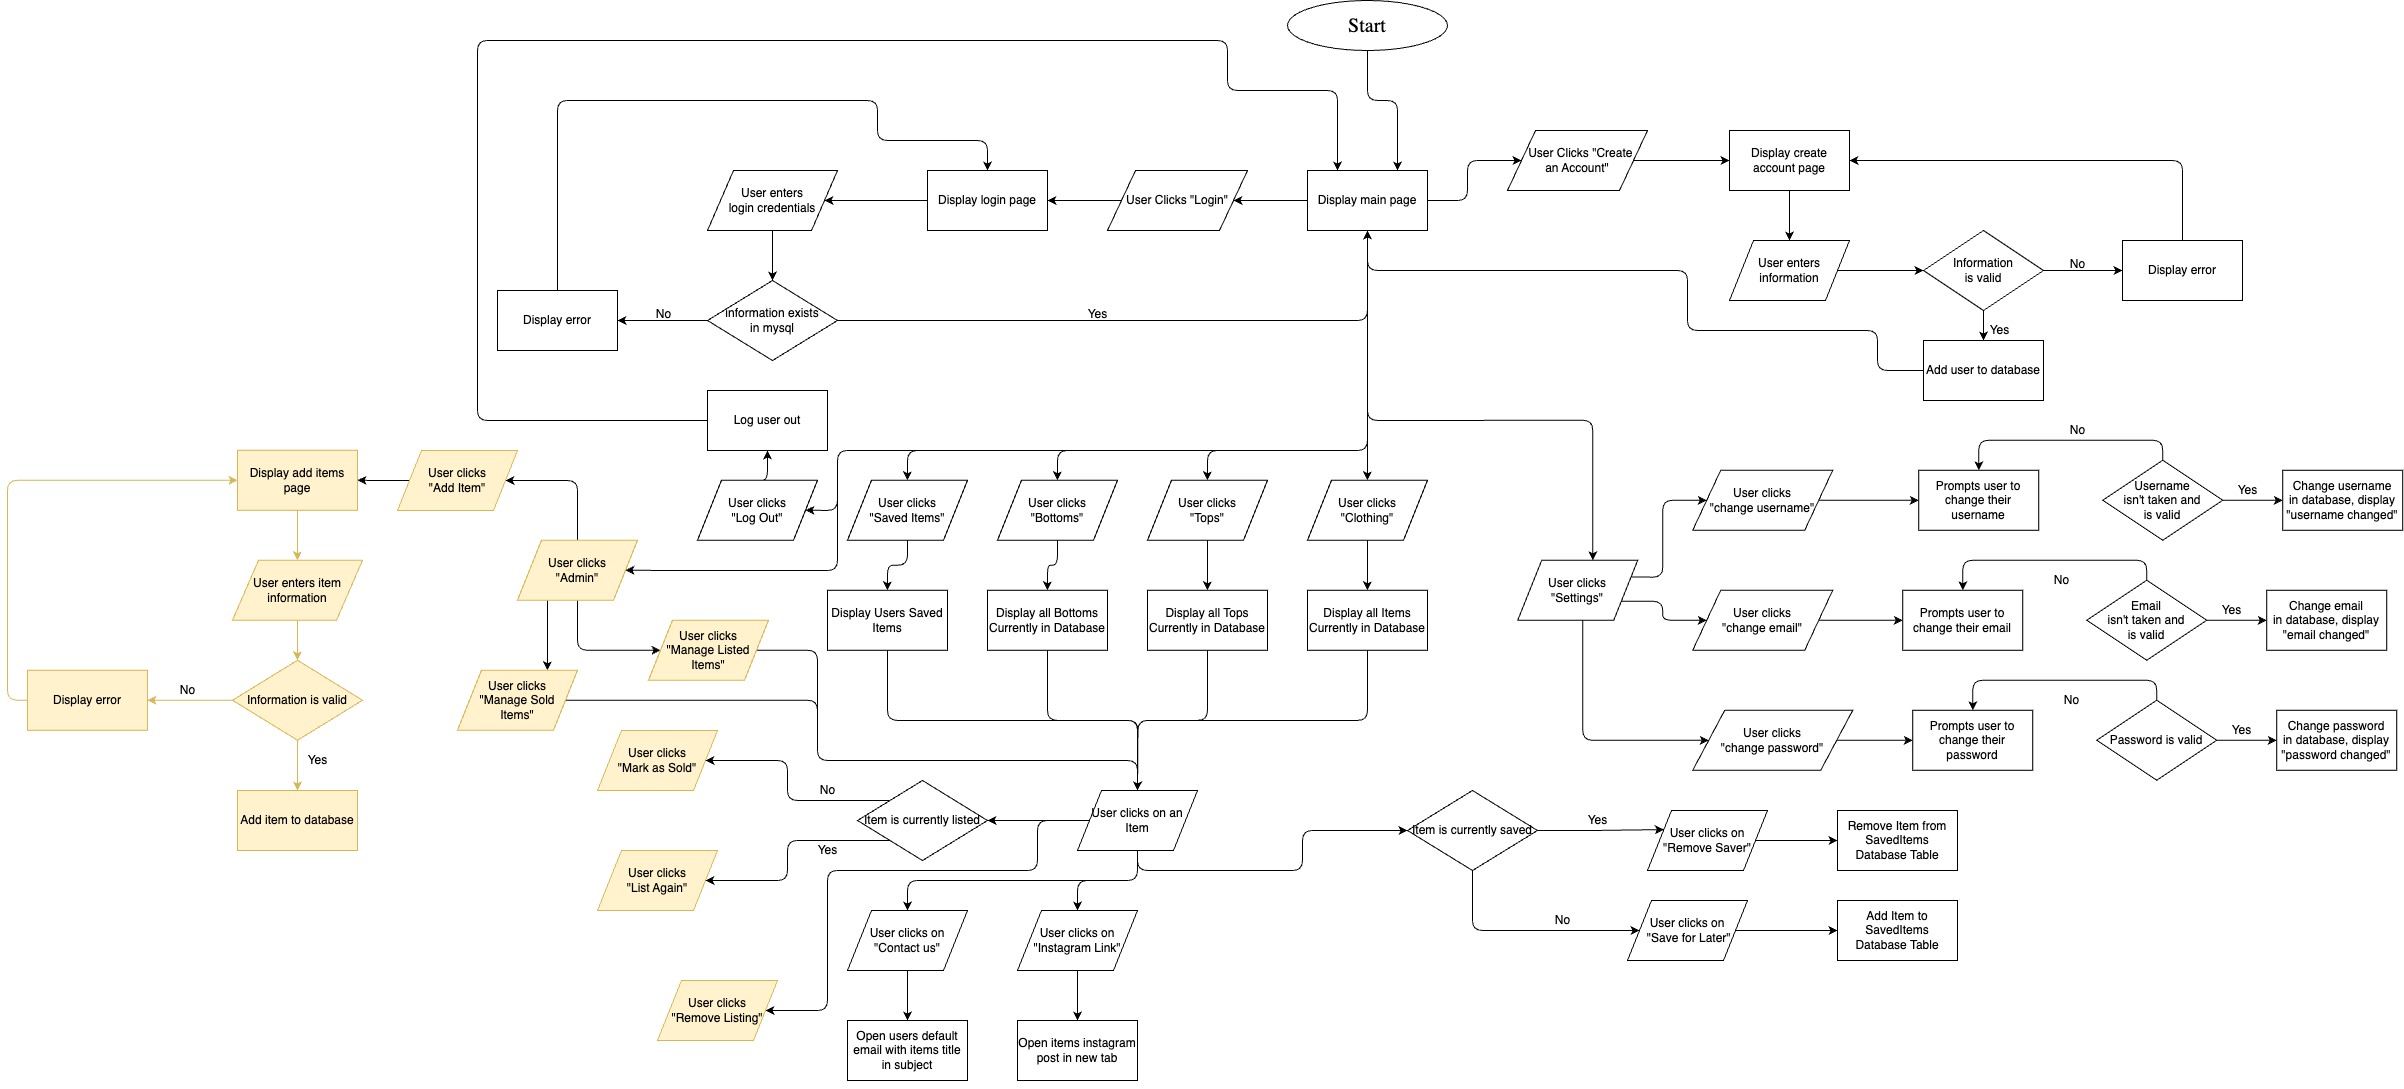 Start
User Clicks "Create
an Account"
Display create
account page
User enters
login credentials
Display login page
User Clicks "Login"
Display main page
User enters
information
Information
is valid
No
Display error
Yes
Add user to database
Display error
No
Information exists
in mysql
Yes
Log user out
Display add items
page
User clicks
"Add Item"
User clicks
"Log Out"
User clicks
"Saved Items"
User clicks
"Bottoms"
User clicks
"Tops"
User clicks
"Clothing"
No
User clicks
"change username"
Prompts user to
change their
username
Username
isn't taken and
is valid
Yes
Change username
in database, display
"username changed"
User clicks
"Admin"
User enters item
information
User clicks
"Settings"
No
User clicks
"change email"
Prompts user to
change their email
Email
isn't taken and
is valid
Yes
Change email
in database, display
"email changed"
Display Users Saved
Items
Display all Bottoms
Currently in Database
Display all Tops
Currently in Database
Display all Items
Currently in Database
User clicks
"Manage Listed
Items"
User clicks
"Manage Sold
Items"
Display error
No
Information is valid
Yes
Add item to database
No
User clicks
"change password"
Prompts user to
change their
password
Password is valid
Yes
Change password
in database, display
"password changed"
User clicks
"Mark as Sold"
No
Item is currently listed
Yes
User clicks
"List Again"
User clicks on an
Item
Item is currently saved
Yes
User clicks on
"Remove Saver"
Remove Item from
SavedItems
Database Table
No
User clicks on
"Save for Later"
Add Item to
SavedItems
Database Table
User clicks on
"Contact us"
User clicks on
"Instagram Link"
User clicks
"Remove Listing"
Open users default
email with items title
in subject
Open items instagram
post in new tab